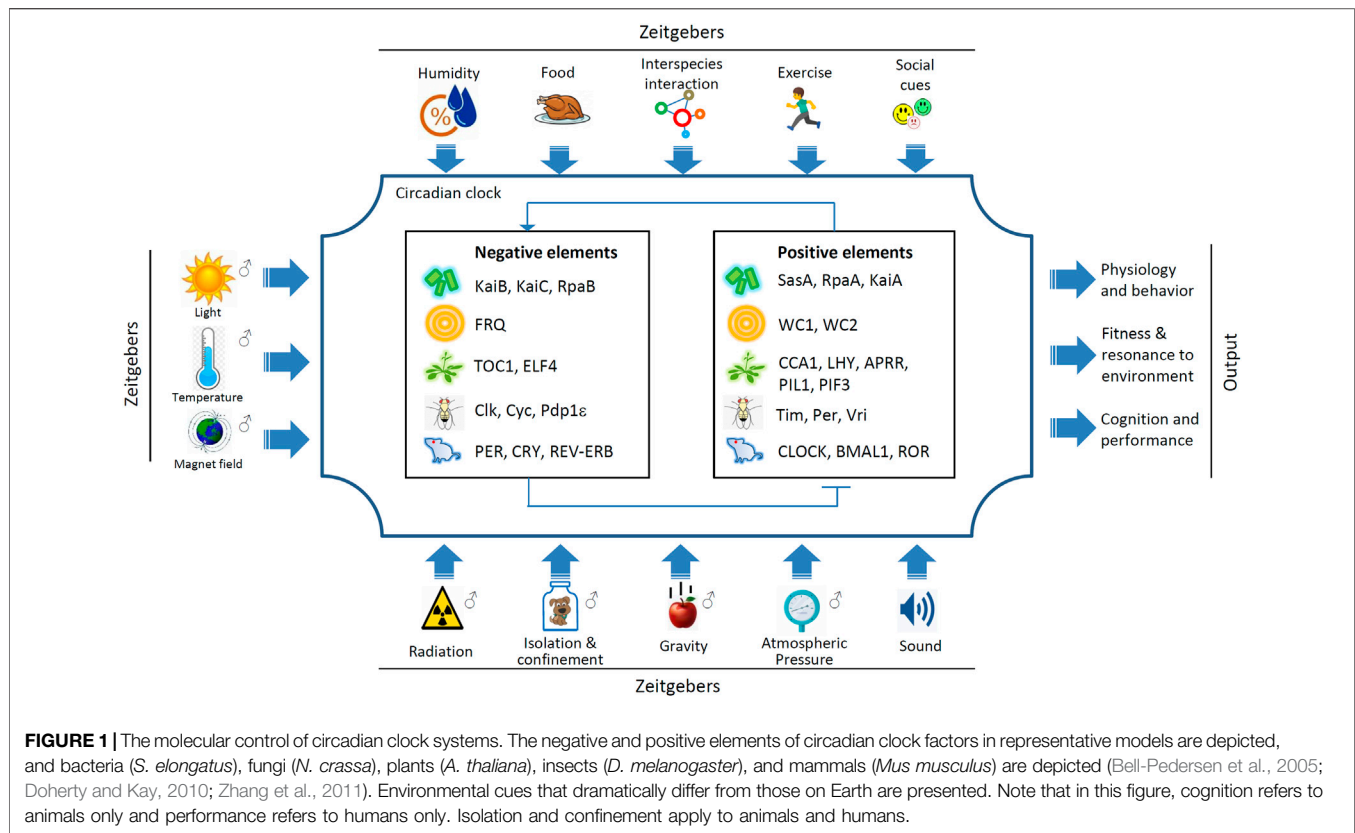 Zeitgebers
Humidity
Food
Interspecies
interaction
Exercise
Social
cues
%
Circadian clock
Zeitgebers
♂
Light
♂
Temperature
♂
Magnet field
Negative elements
KaiB, KaiC, RpaB
FRQ
TOC1, ELF4
Clk, Cyc, Pdp1ε
PER, CRY, REV-ERB
Positive elements
SasA, RpaA, KaiA
WC1, WC2
CCA1, LHY, APRR,
PIL1, PIF3
Tim, Per, Vri
CLOCK, BMAL1, ROR
Physiology
and behavior
Fitness &
resonance to
environment
Cognition and
performance
Output
♂
Radiation
♂
Isolation &
confinement
♂
Gravity
♂
Atmospheric
Pressure
Sound
Zeitgebers
FIGURE 1 | The molecular control of circadian clock systems. The negative and positive elements of circadian clock factors in representative models are depicted,
and bacteria (S. elongatus), fungi (N. crassa), plants (A. thaliana), insects (D. melanogaster), and mammals (Mus musculus) are depicted (Bell-Pedersen et al., 2005;
Doherty and Kay, 2010; Zhang et al., 2011). Environmental cues that dramatically differ from those on Earth are presented. Note that in this figure, cognition refers to
animals only and performance refers to humans only. Isolation and confinement apply to animals and humans.